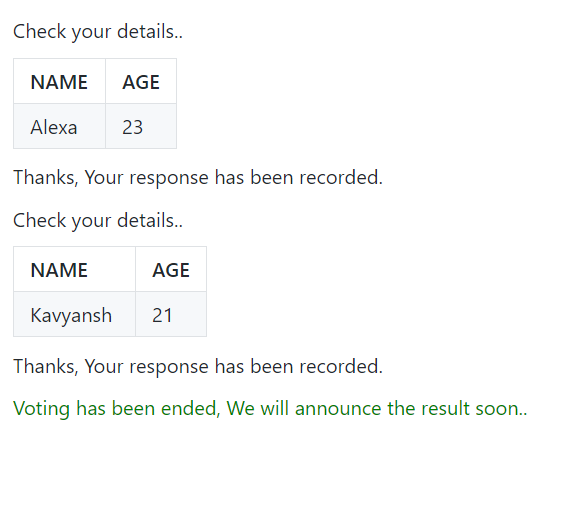 Check your details..
NAME AGE
Alexa 23
Thanks, Your response has been recorded.
Check your details..
NAME AGE
Kavyansh 21
Thanks, Your response has been recorded.
Voting has been ended, We will announce the result soon..